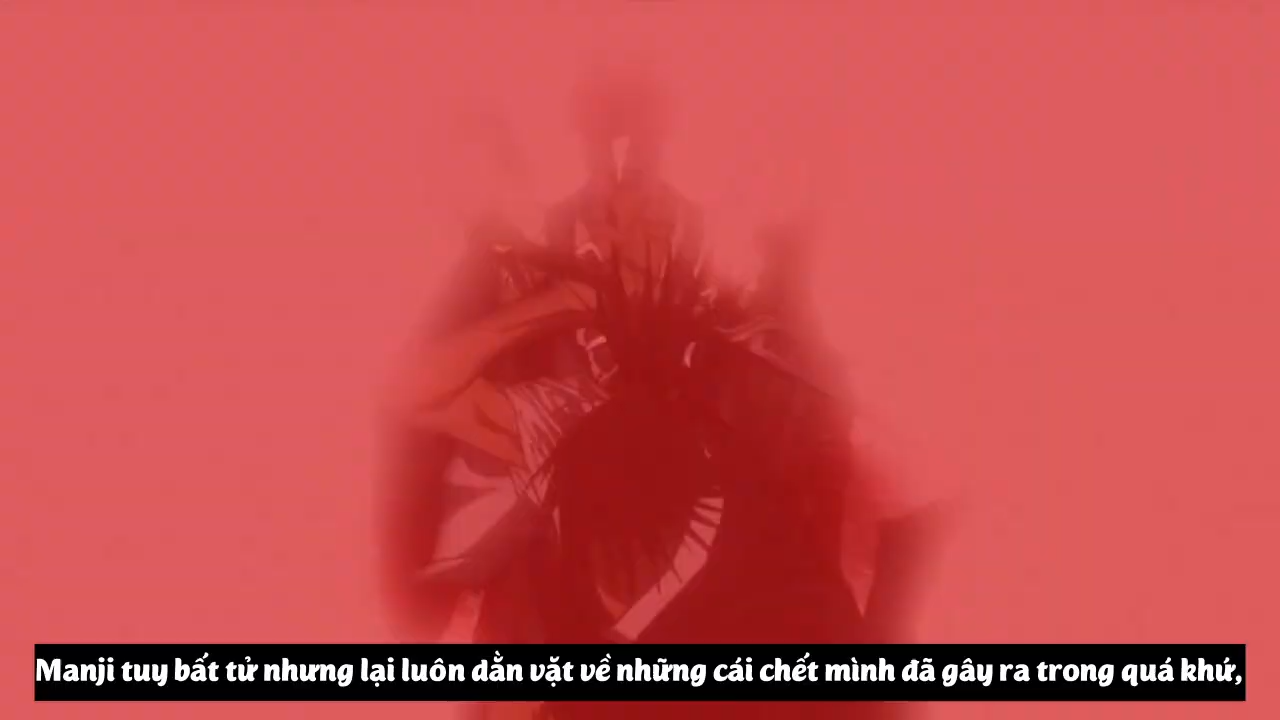 Manji tuy bất tử nhưng lại luôn dằn vặt về những cái chết mình đã gây ra trong quá khứ,